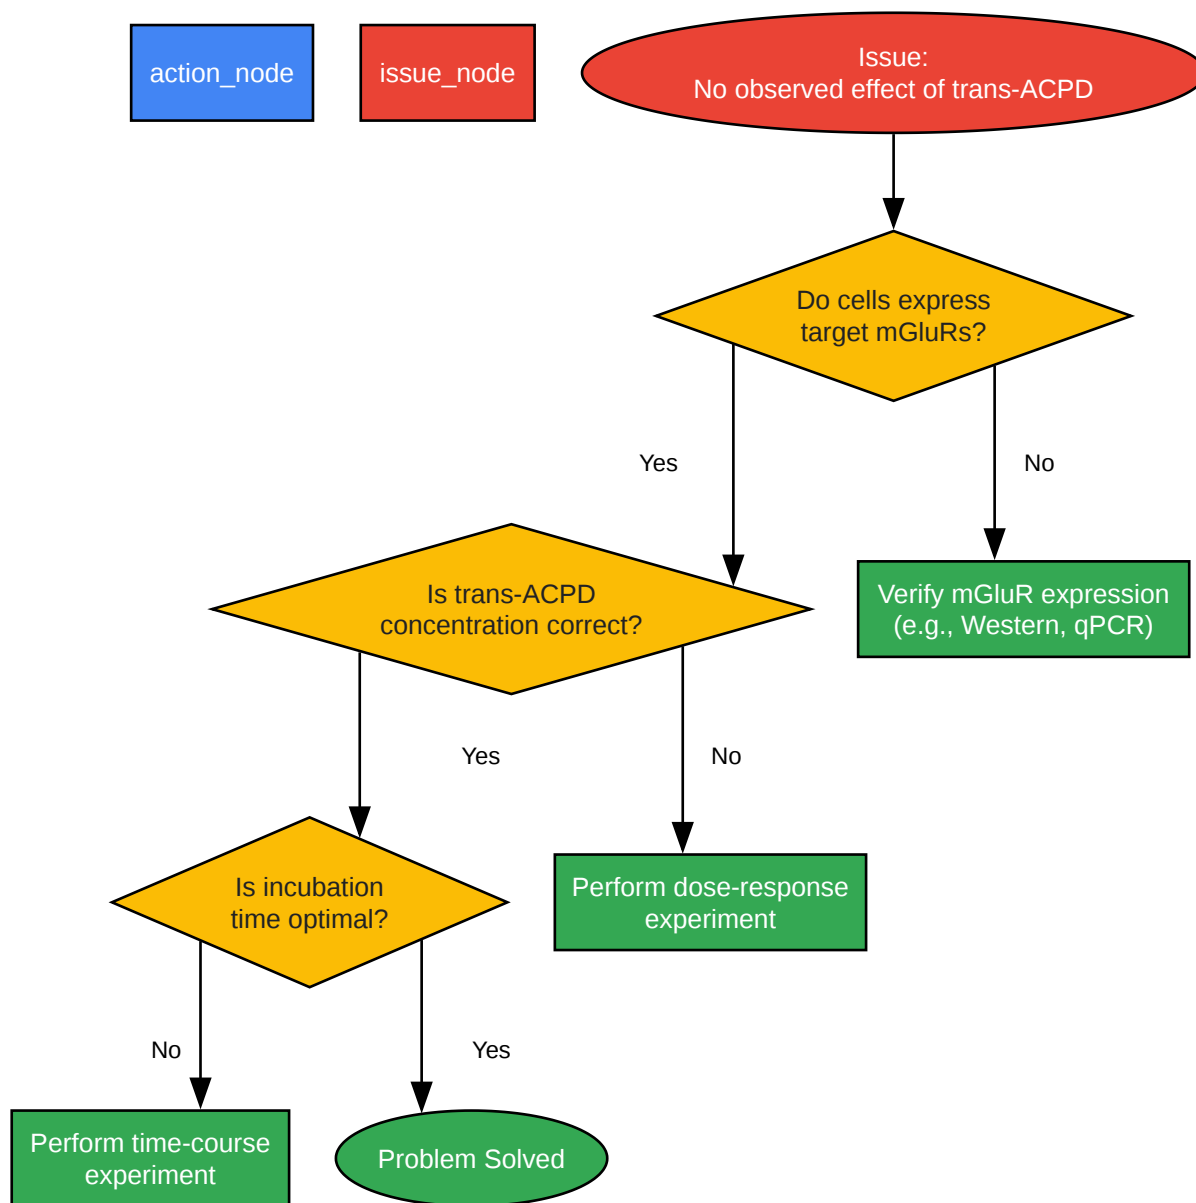 action_node
issue_node
Issue:
No observed effect of trans-ACPD
Do cells express
target mGluRs?
Yes
No
Is trans-ACPD
concentration correct?
Verify mGluR expression
(e.g., Western, qPCR)
Yes
No
Is incubation
time optimal?
Perform dose-response
experiment
No
Yes
Perform time-course
experiment
Problem Solved